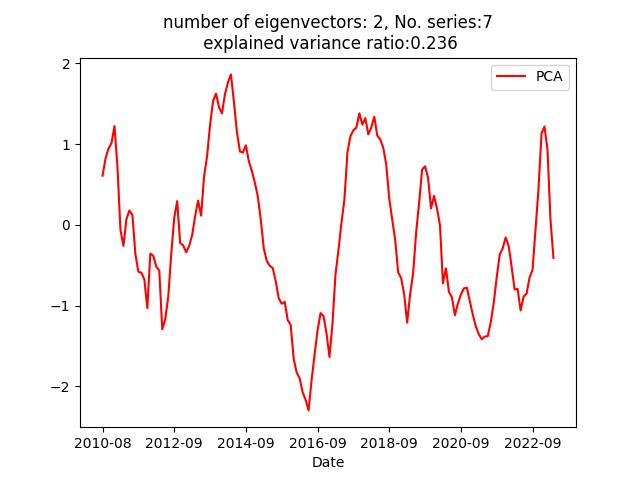 number of eigenvectors: 2, No. series:7
explained variance ratio:0.236
PCA
2
1
0
−1
−2
2010-08 2012-09 2014-09 2016-09 2018-09 2020-09 2022-09
Date